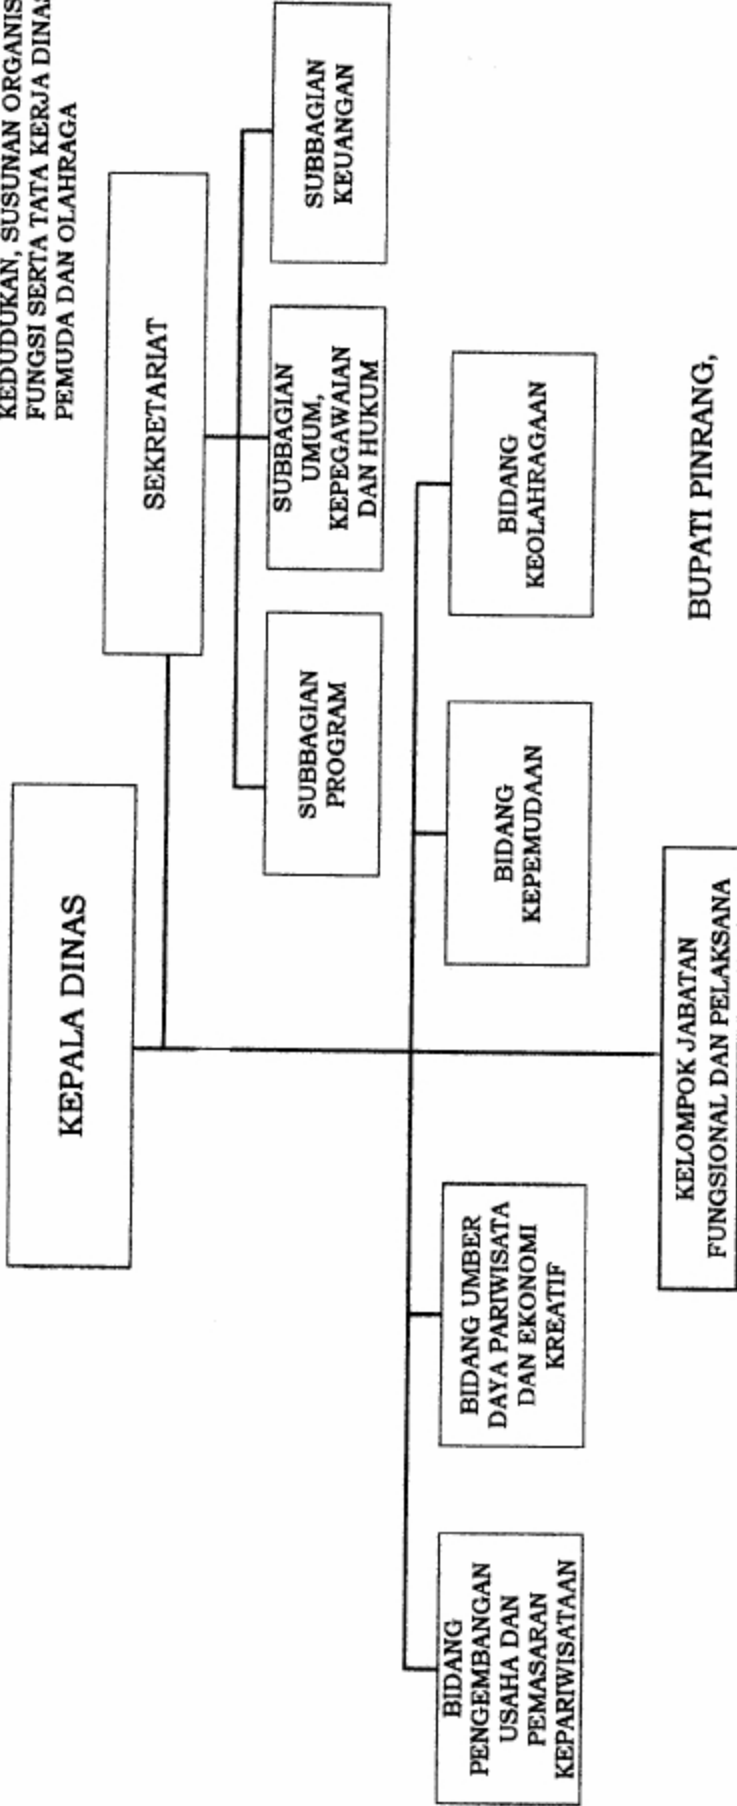 KEDUDUKAN, SUSUNAN
FUNGSI SERTA TATA KERJA
PEMUDA DAN OLAHRAGA
KEPALA DINAS
SEKRETARIAT
SUBBAGIAN
PROGRAM
SUBBAGIAN
UMUM,
KEPEGAWAIAN
DAN HUKUM
SUBBAGIAN
KEUANGAN
BIDANG
PENGEMBANGAN
USAHA DAN
PEMASARAN
KEPARIWISATAAN
BIDANG UMBER
DAYA PARIWISATA
DAN EKONOMI
KREATIF
BIDANG
KEPEMUDAAN
BIDANG
KEOLAHRAGAAN
KELOMPOK JABATAN
FUNGSIONAL DAN PELAKSANA
BUPATI PINRANG,